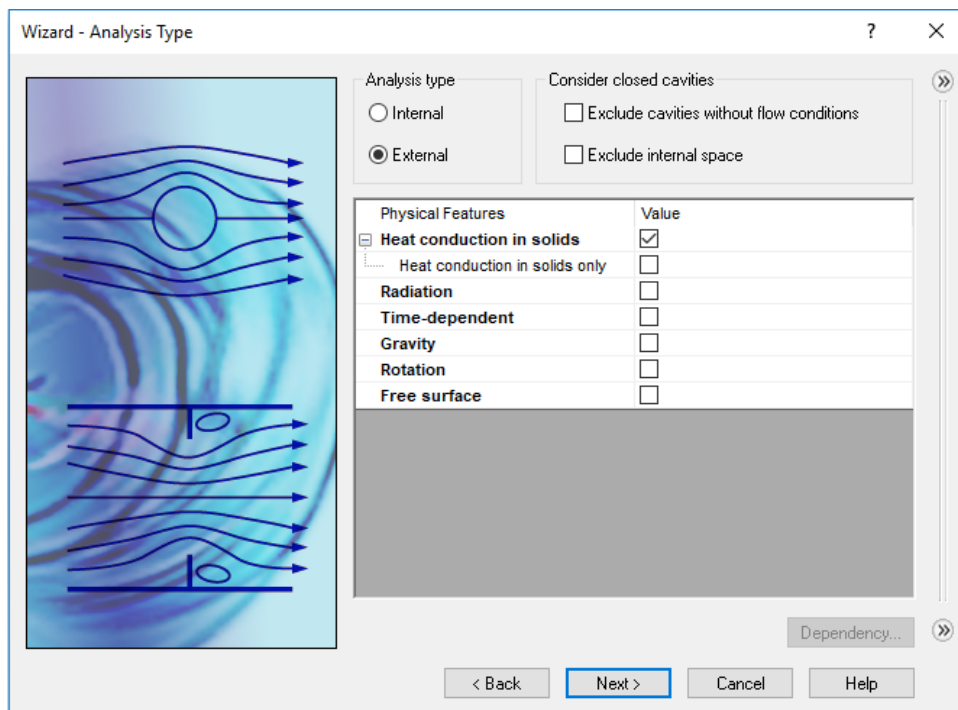 Wizard - Analysis Type
?
Analysis type
Internal
External
Consider closed cavities
Exclude cavities without flow conditions
Exclude internal space
Physical Features Value
Heat conduction in solids
Heat conduction in solids only
Radiation
Time-dependent
Gravity
Rotation
Free surface
Dependency...
< Back Next > Cancel Help